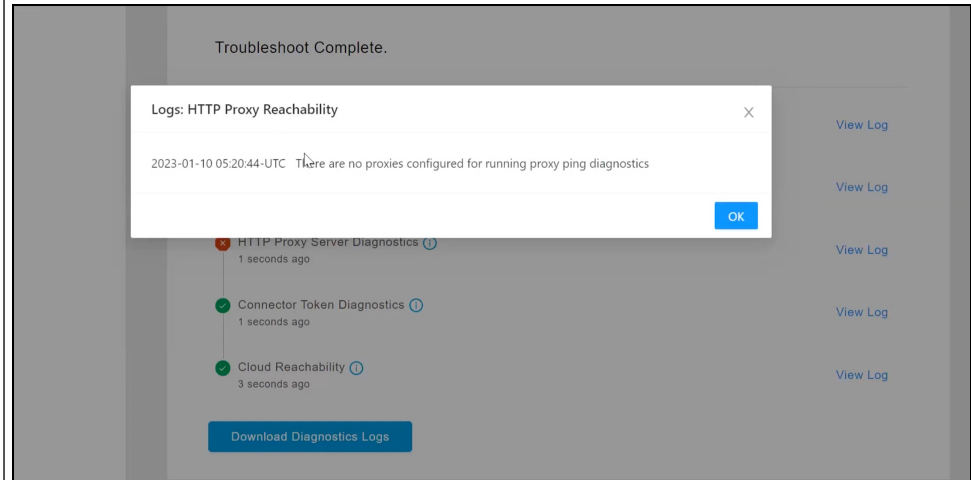 Troubleshoot Complete.
Logs: HTTP Proxy Reachability
View Log
2023-01-10 05:20:44-UTC There are no proxies configured for running proxy ping diagnostics
View Log
OK
HTTP Proxy Server Diagnostics
View Log
1 seconds ago
Connector Token Diagnostics
View Log
1 seconds ago
Cloud Reachability
View Log
3 seconds ago
Download Diagnostics Logs